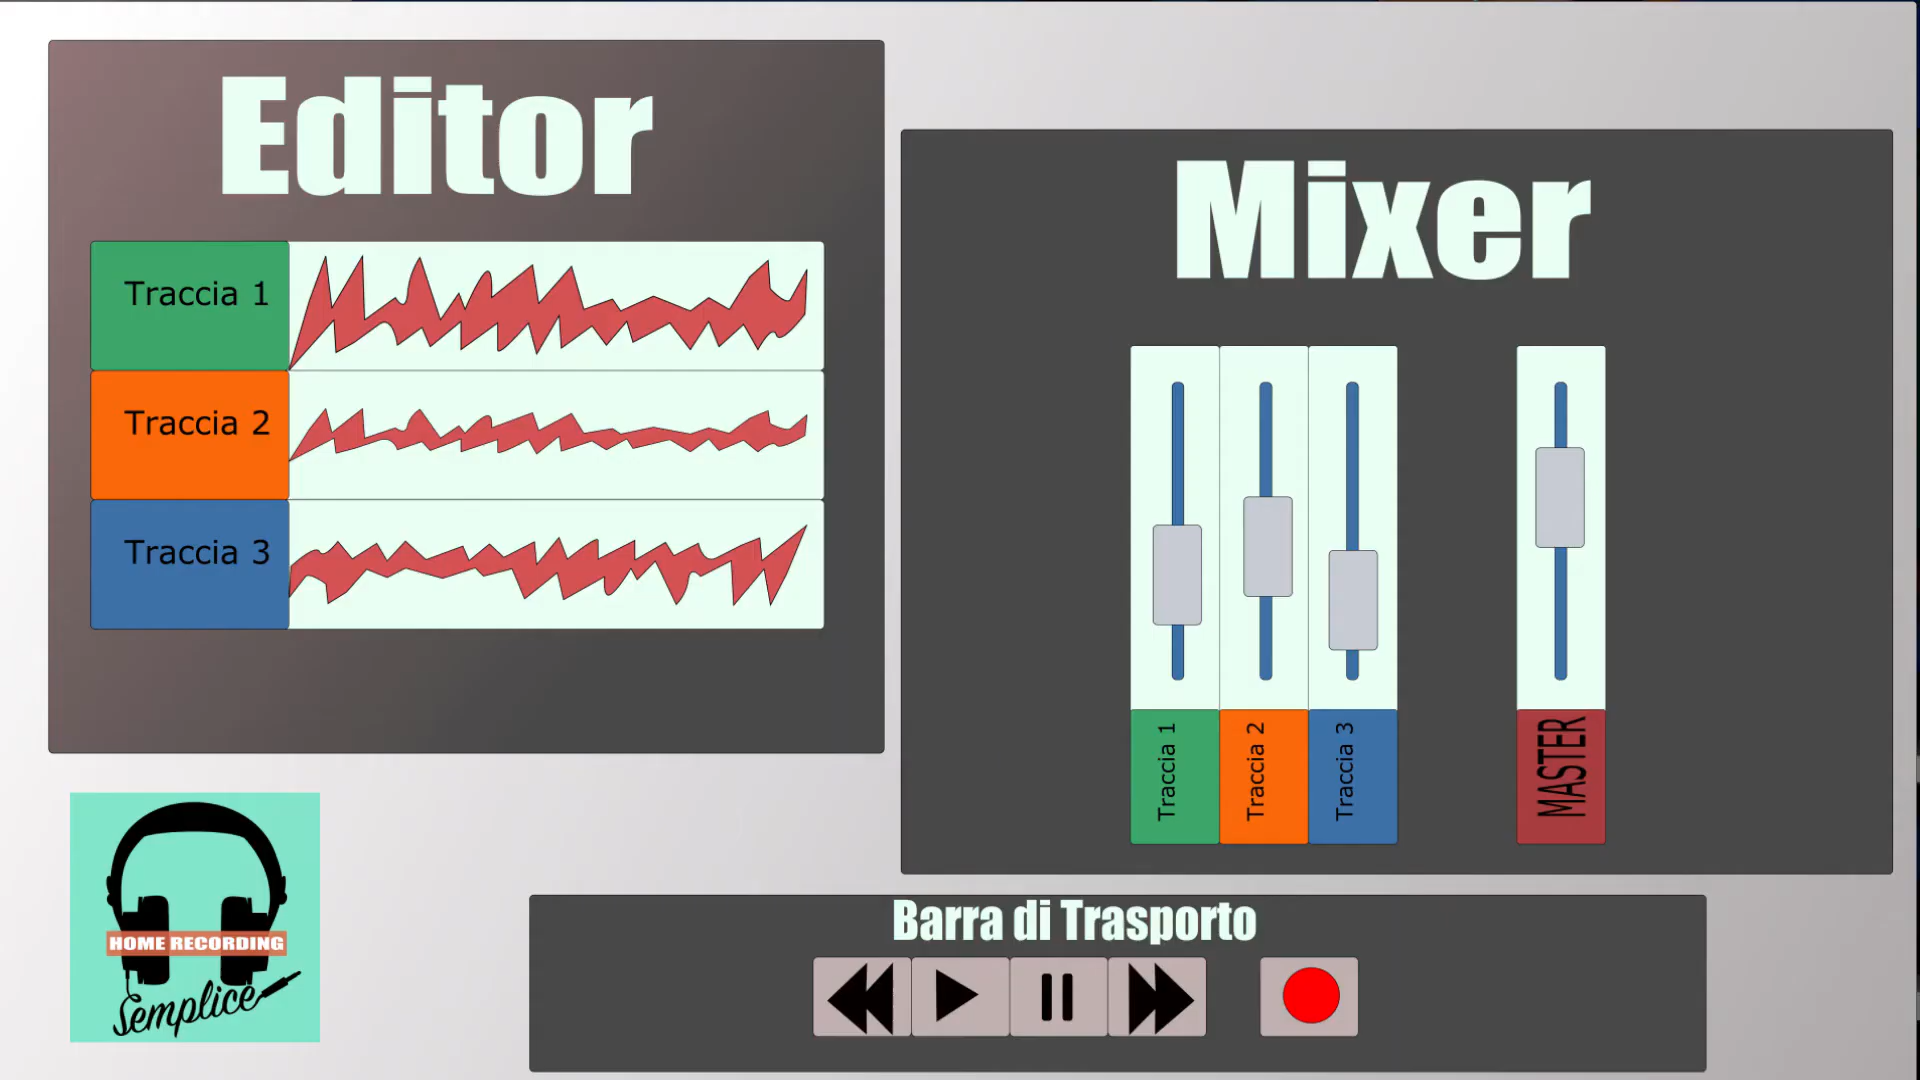 Editor
Traccia 1
Traccia 2
Traccia 3
Mixer
Traccia 1
Traccia 2
Traccia 3
MASTER
Barra di Trasporto
HOME RECORDING
Semplice